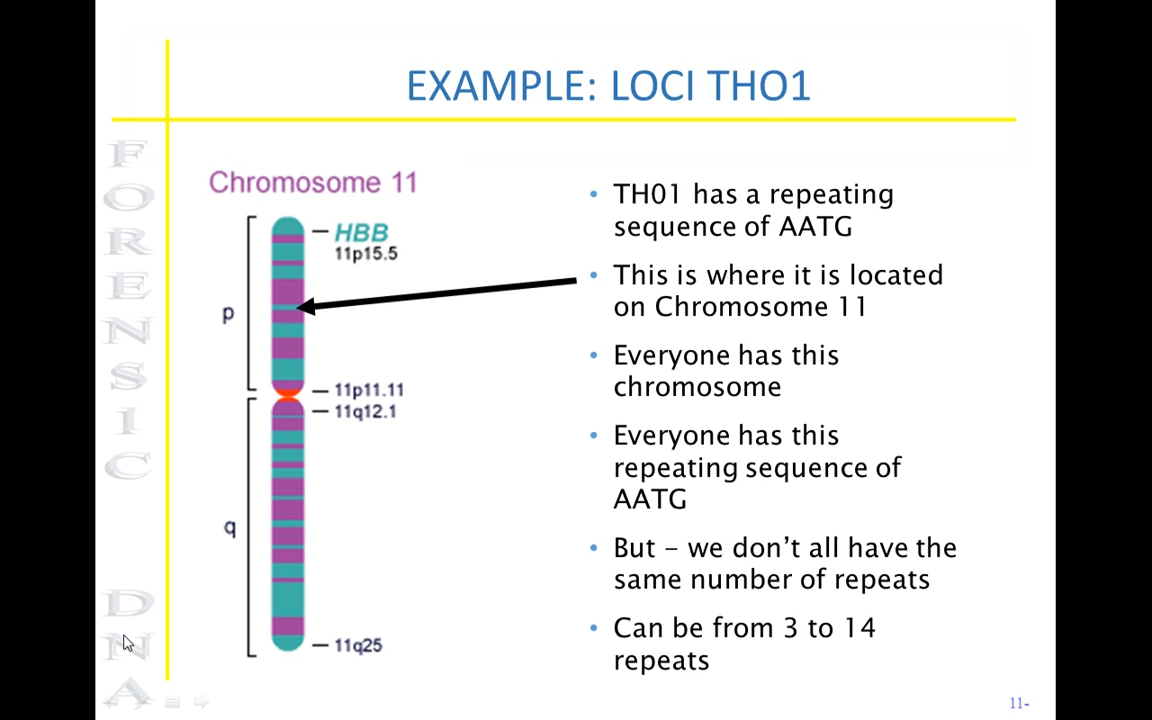 EXAMPLE: LOCI THO1
FORENSIC DNA
Chromosome 11
HBB
11p15.5
p
11p11.11
11q12.1
q
11q25
• TH01 has a repeating
sequence of AATG
• This is where it is located
on Chromosome 11
• Everyone has this
chromosome
• Everyone has this
repeating sequence of
AATG
• But – we don’t all have the
same number of repeats
• Can be from 3 to 14
repeats
11-